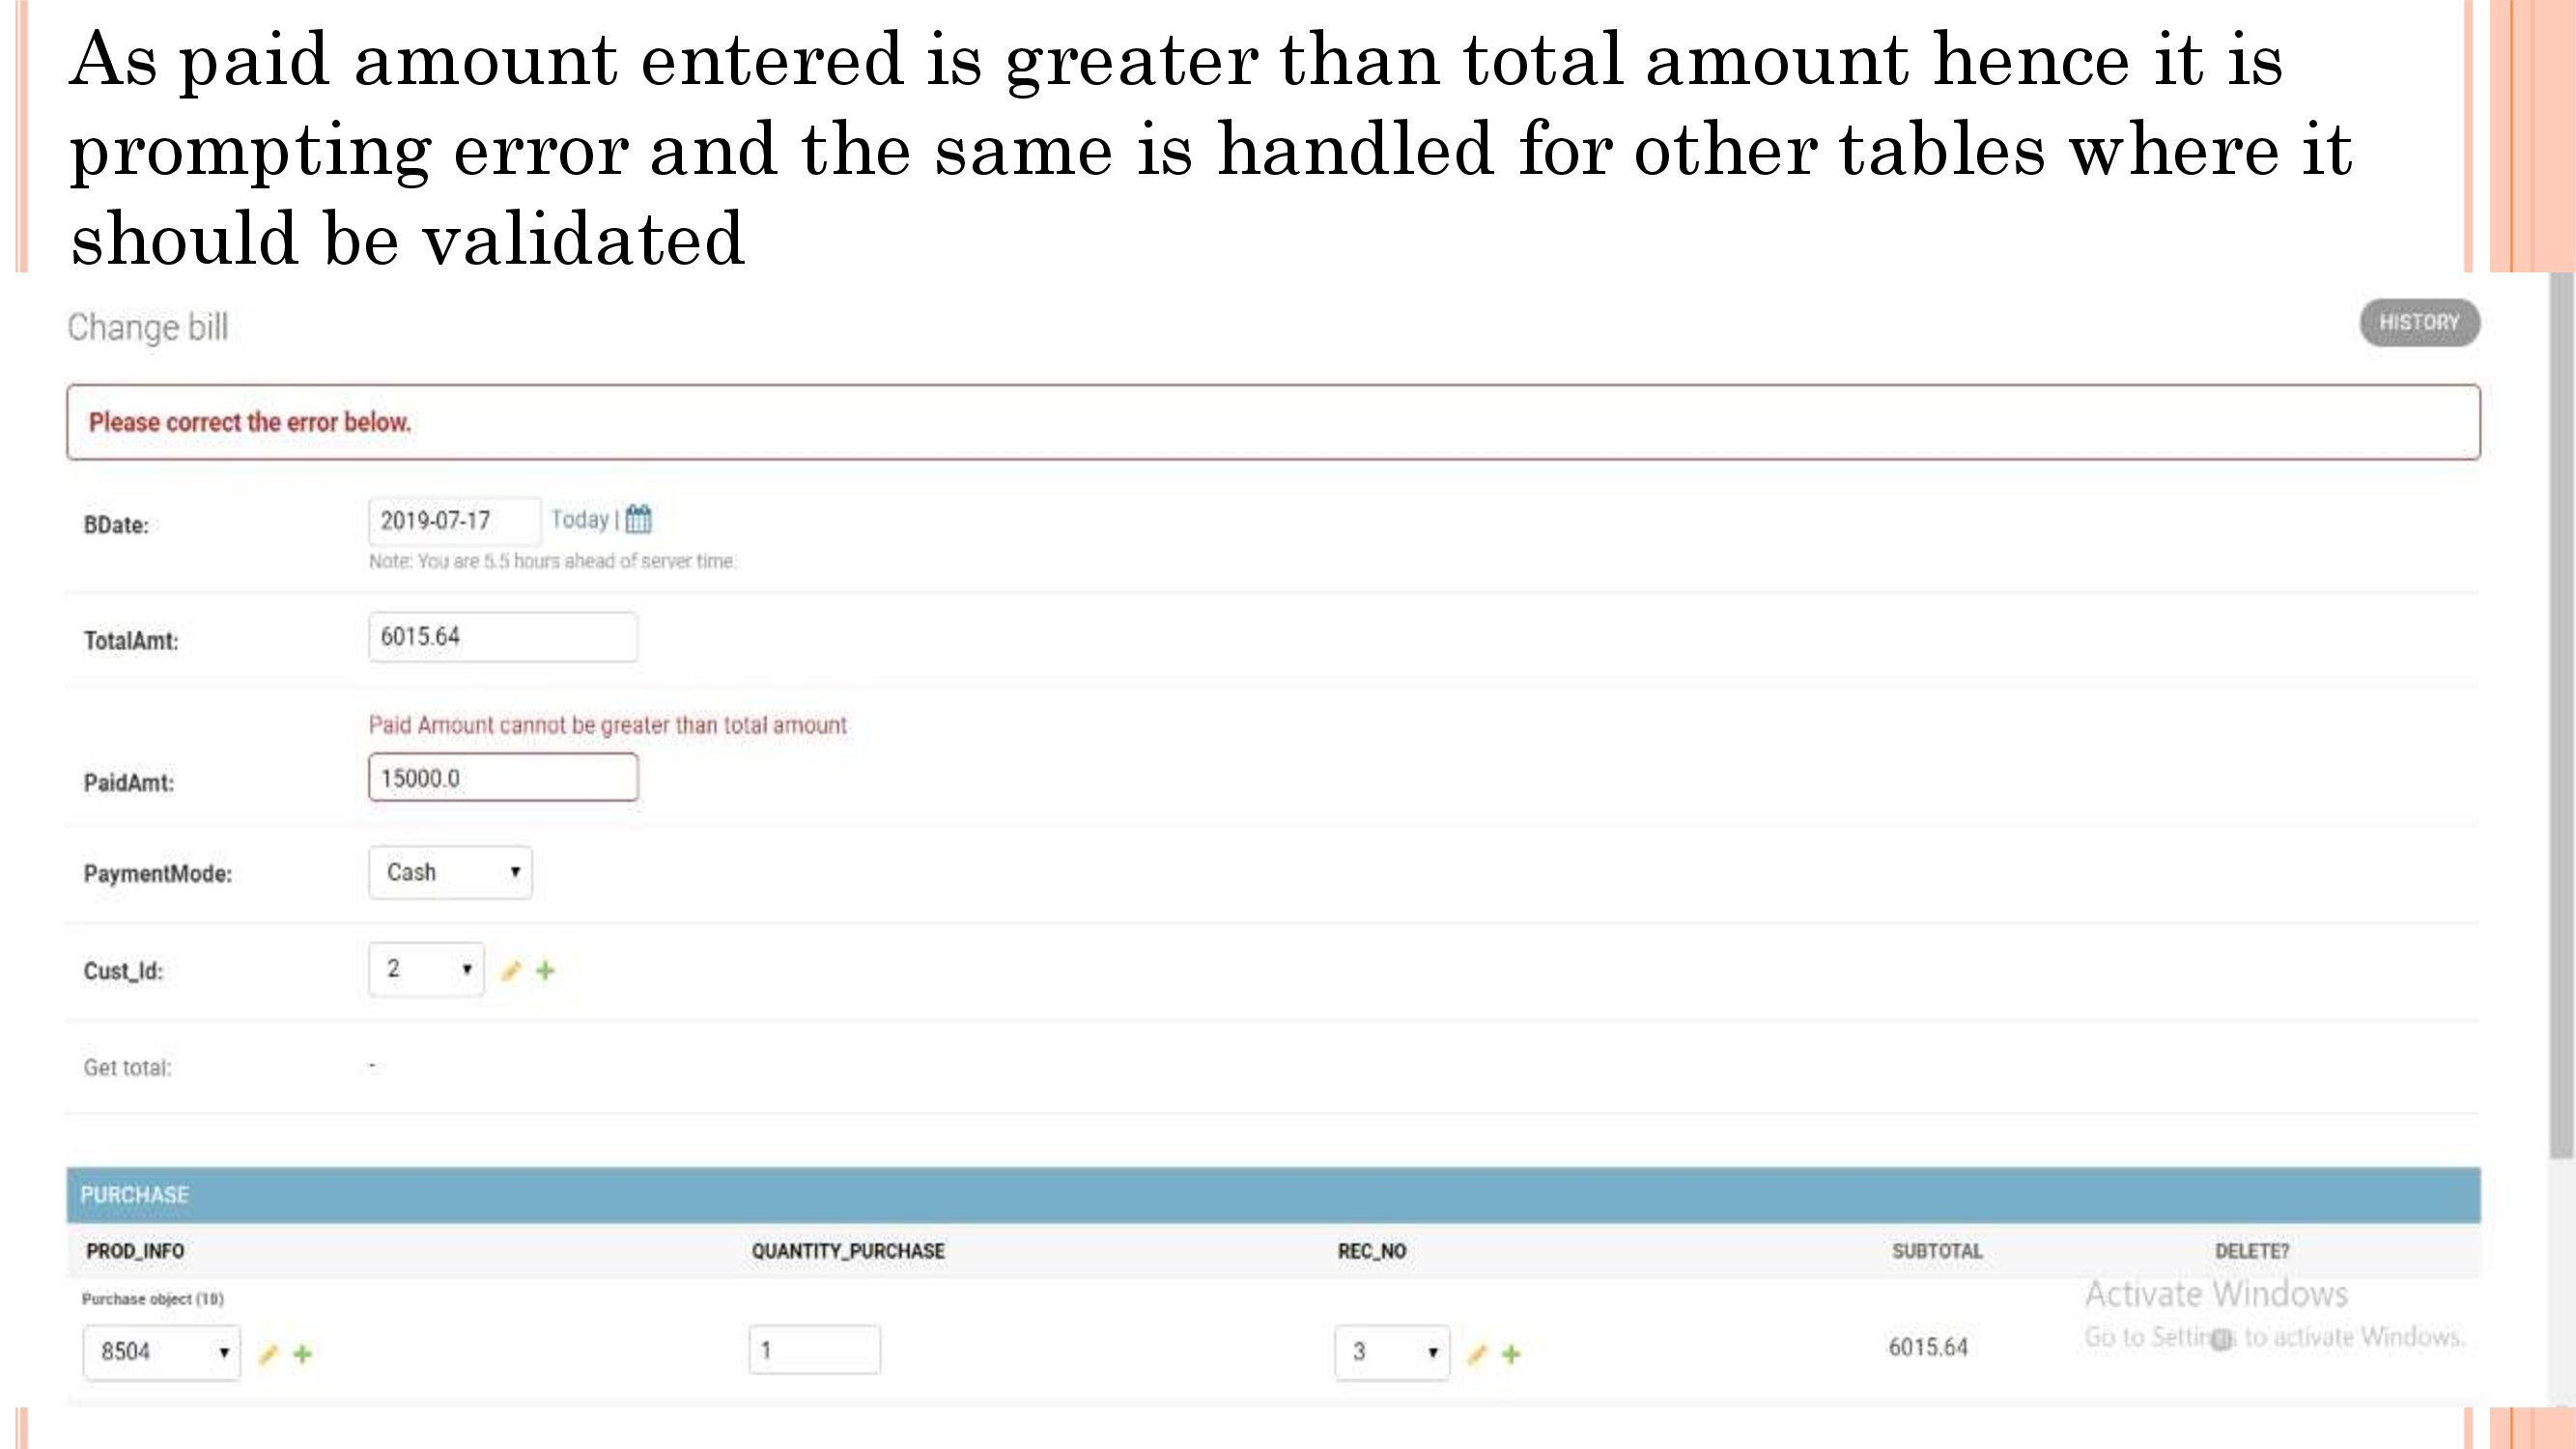 As paid amount entered is greater than total amount hence it is
prompting error and the same is handled for other tables where it
should be validated
Change bill
HISTORY
Please correct the error below.
BDate: 2019-07-17 Today |
Note: You are 5.5 hours ahead of server time.
TotalAmt: 6015.64
Paid Amount cannot be greater than total amount
PaidAmt: 15000.0
PaymentMode: Cash
Cust_Id: 2
Get total: -
PURCHASE
PROD_INFO QUANTITY_PURCHASE REC_NO SUBTOTAL DELETE?
Purchase object (18)
8504 1 3 6015.64
Activate Windows
Go to Settings to activate Windows.